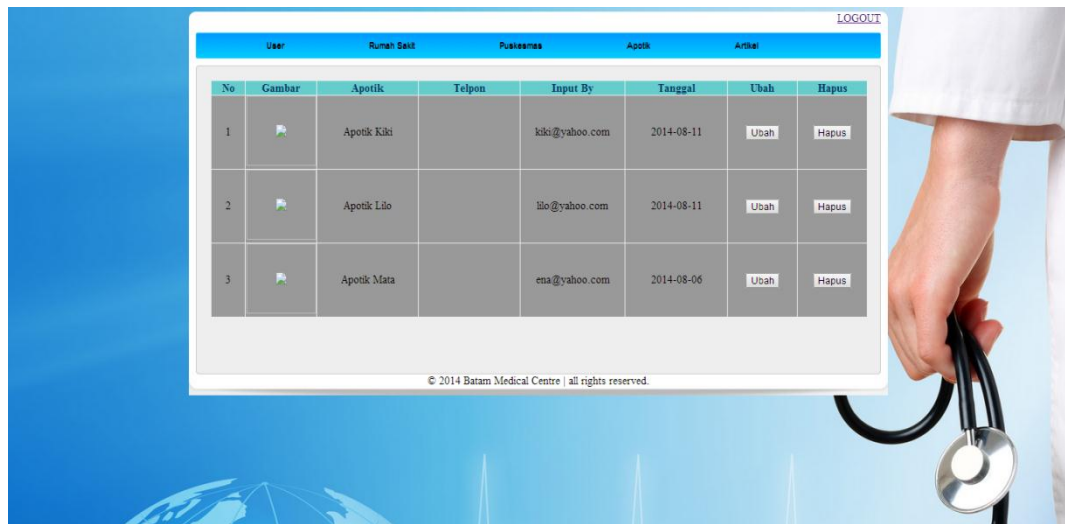 LOGOUT
User Rumah Sakit Puskesmas Apotik Artikel
No Gambar Apotik Telpon Input By Tanggal Ubah Hapus
1 Apotik Kiki kiki@yahoo.com 2014-08-11 Ubah Hapus
2 Apotik Lilo lilo@yahoo.com 2014-08-11 Ubah Hapus
3 Apotik Mata ena@yahoo.com 2014-08-06 Ubah Hapus
© 2014 Batam Medical Centre | all rights reserved.